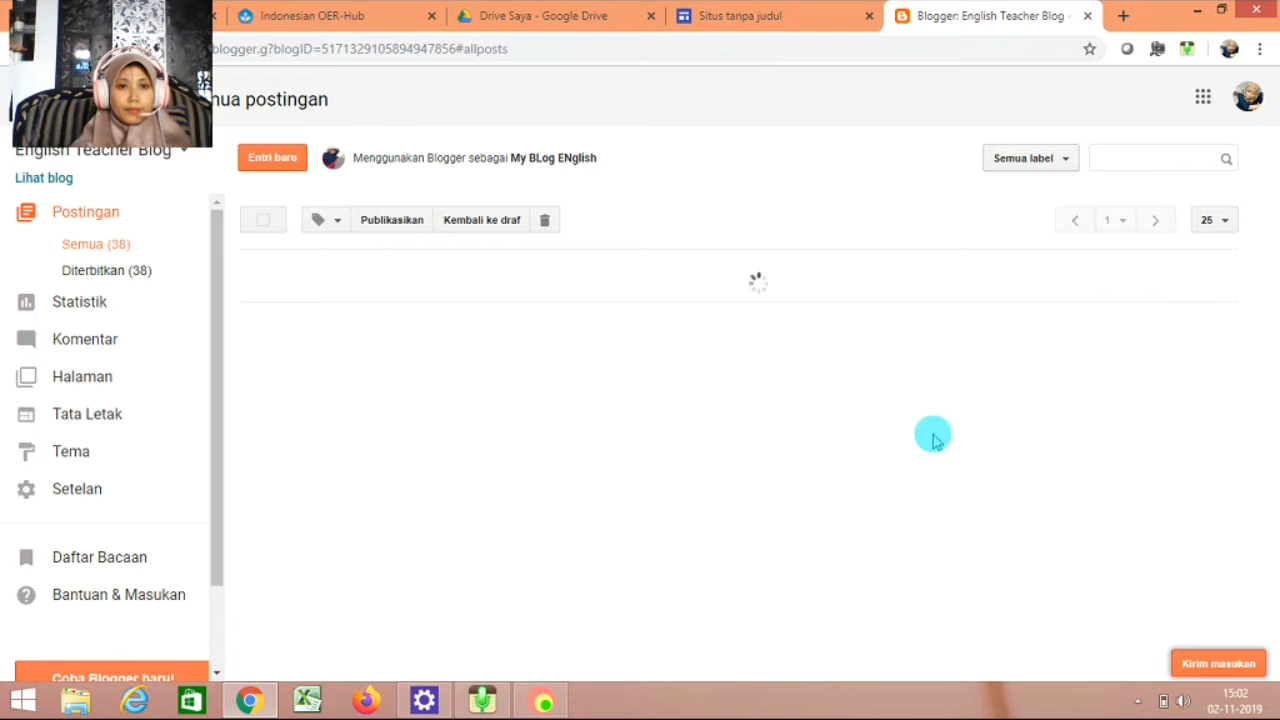 Indonesian OER-Hub
Drive Saya - Google Drive
Situs tanpa judul
Blogger: English Teacher Blog -
blogger.g?blogID=5171329105894947856#allposts
ua postingan
English Teacher Blog
Lihat blog
Entri baru
Menggunakan Blogger sebagai My BLog ENglish
Semua label
Publikasikan
Kembali ke draf
1
25
Postingan
Semua (38)
Diterbitkan (38)
Statistik
Komentar
Halaman
Tata Letak
Tema
Setelan
Daftar Bacaan
Bantuan & Masukan
Coba Blogger baru!
Kirim masukan
15:02
02-11-2019